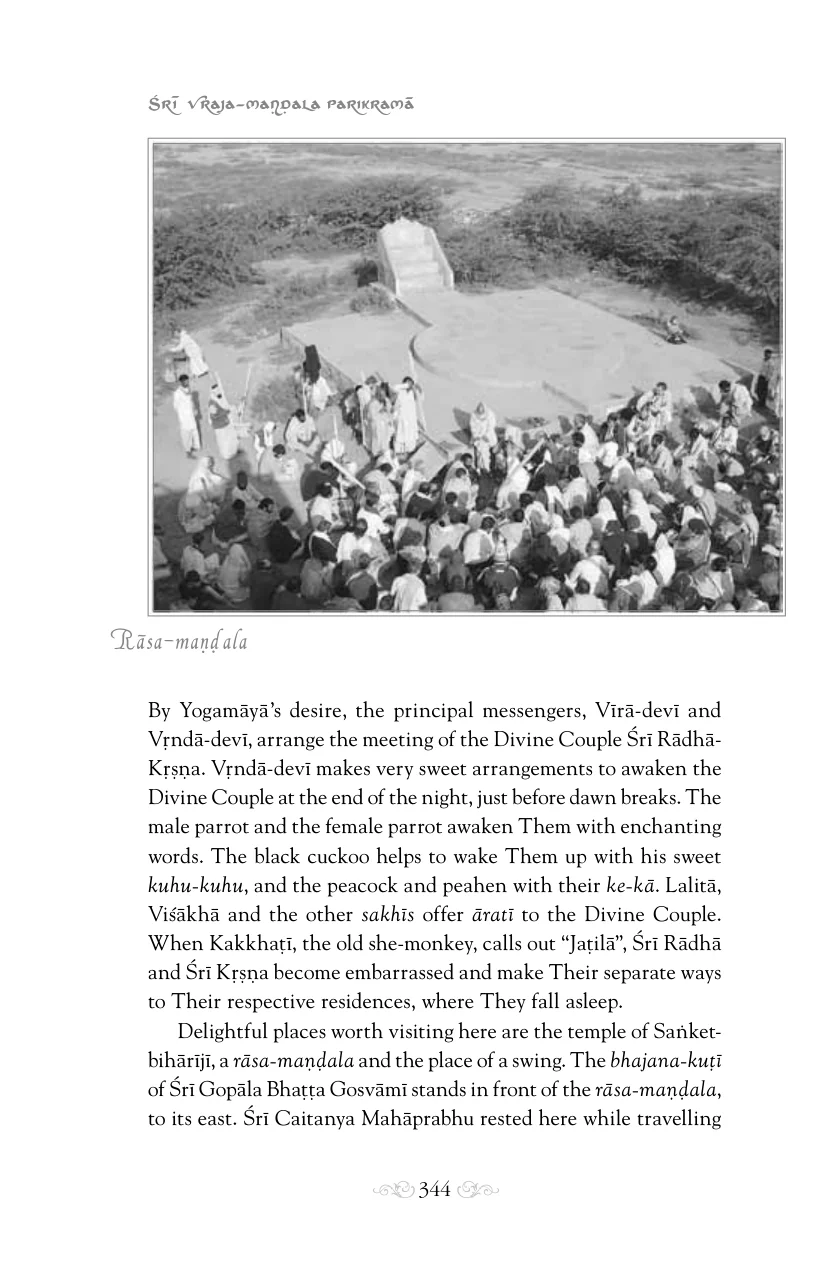 Śrī Vraja-maṇḍala Parikramā
Rāsa-maṇḍala
By Yogamāyā’s desire, the principal messengers, Vīrā-devī and
Vṛndā-devī, arrange the meeting of the Divine Couple Śrī Rādhā-
Kṛṣṇa. Vṛndā-devī makes very sweet arrangements to awaken the
Divine Couple at the end of the night, just before dawn breaks. The
male parrot and the female parrot awaken Them with enchanting
words. The black cuckoo helps to wake Them up with his sweet
kuhu-kuhu, and the peacock and peahen with their ke-kā. Lalitā,
Viśākhā and the other sakhīs offer āratī to the Divine Couple.
When Kakkhaṭī, the old she-monkey, calls out “Jaṭilā”, Śrī Rādhā
and Śrī Kṛṣṇa become embarrassed and make Their separate ways
to Their respective residences, where They fall asleep.
Delightful places worth visiting here are the temple of Saṅket-
bihārījī, a rāsa-maṇḍala and the place of a swing. The bhajana-kuṭī
of Śrī Gopāla Bhaṭṭa Gosvāmī stands in front of the rāsa-maṇḍala,
to its east. Śrī Caitanya Mahāprabhu rested here while travelling
344